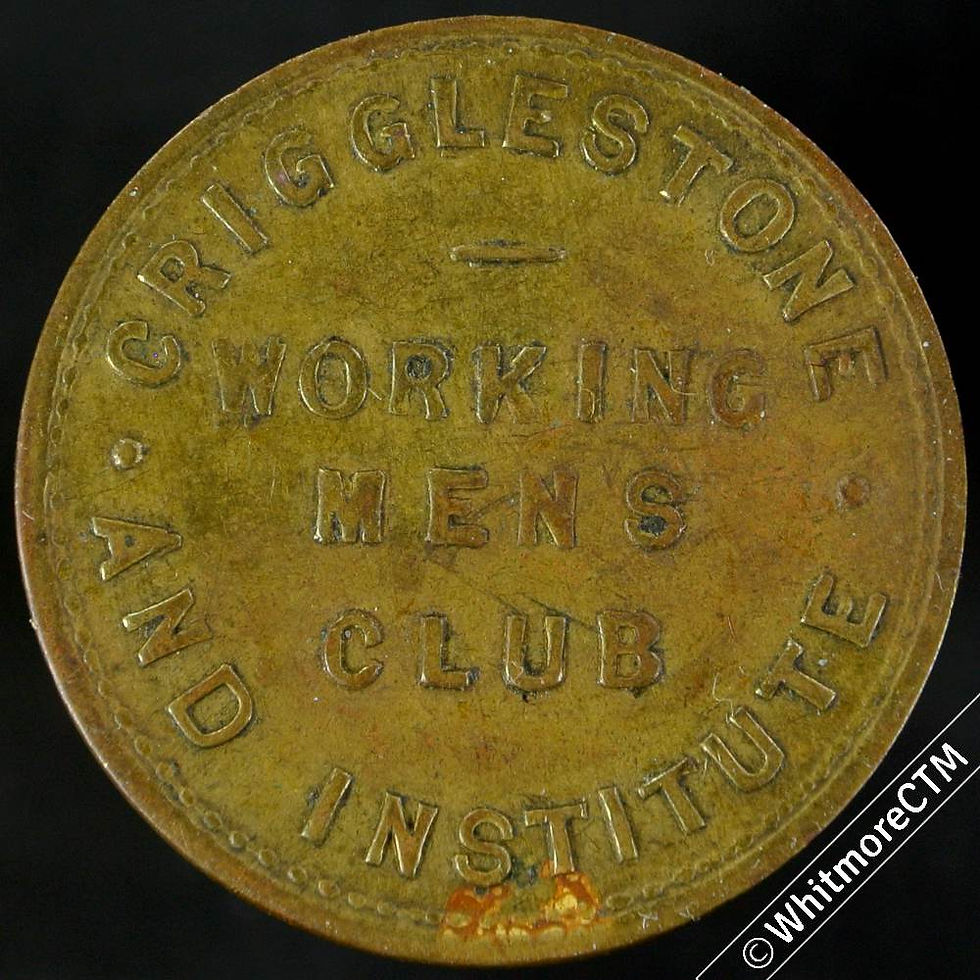 CRIGGLESTONE
WORKING
MENS
CLUB
AND INSTITUTE
© WhitmoreCTM